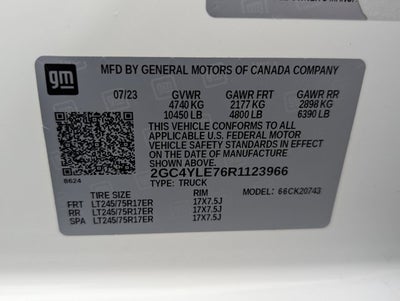 gm
MFD BY GENERAL MOTORS OF CANADA COMPANY
07/23 GVWR GAWR FRT GAWR RR
4740 KG 2177 KG 2898 KG
10450 LB 4800 LB 6390 LB
THIS VEHICLE CONFORMS TO ALL
APPLICABLE U.S. FEDERAL MOTOR
VEHICLE SAFETY STANDARDS IN EFFECT
ON THE DATE OF MANUFACTURE
SHOWN ABOVE.
2GC4YLE76R1123966
8624 TYPE: TRUCK MODEL: 66CK20743
TIRE SIZE RIM
FRT LT245/75R17ER 17X7.5J
RR LT245/75R17ER 17X7.5J
SPA LT245/75R17ER 17X7.5J